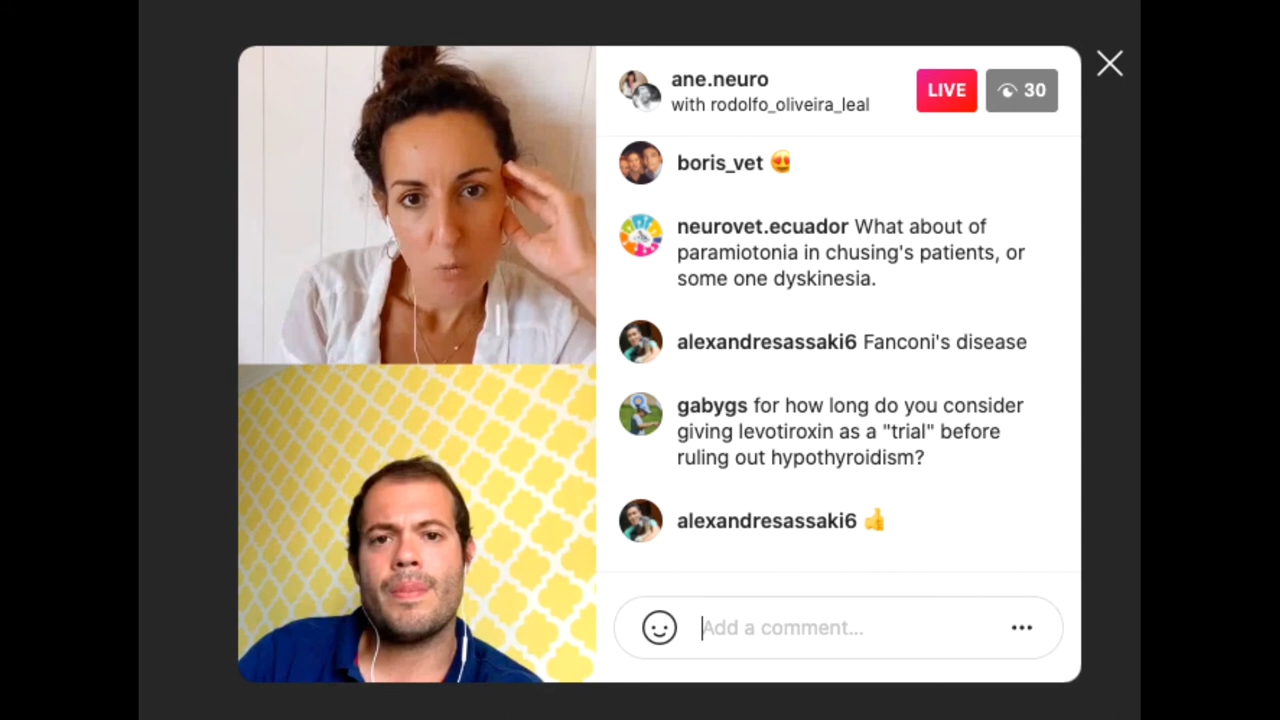 ane.neuro
with rodolfo_oliveira_leal
LIVE
30
boris_vet 😍
neurovet.ecuador What about of
paramiotonia in chusing's patients, or
some one dyskinesia.
alexandresassaki6 Fanconi's disease
gabygs for how long do you consider
giving levotiroxin as a "trial" before
ruling out hypothyroidism?
alexandresassaki6 👍
Add a comment...